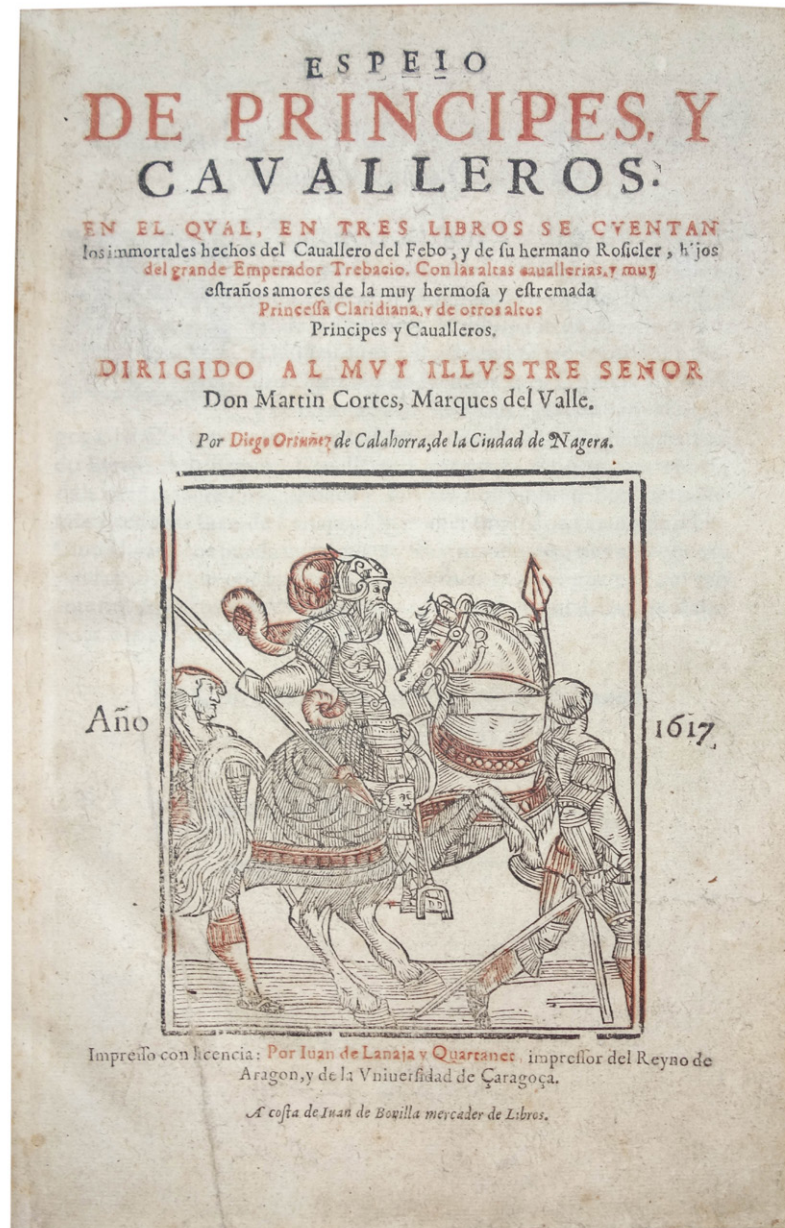 ESPEIO
DE PRINCIPES, Y
CAVALLEROS.
EN EL QVAL, EN TRES LIBROS SE CVENTAN
los immortales hechos del Cauallero del Febo, y de su hermano Rosicler, hijos
del grande Emperador Trebacio. Con las altas cauallerias, y muy
estraños amores de la muy hermosa y estremada
Princessa Claridiana, y de otros altos
Principes y Caualleros.
DIRIGIDO AL MVY ILLVSTRE SEÑOR
Don Martin Cortes, Marques del Valle.
Por Diego Ortuñez de Calahorra, de la Ciudad de Nagera.
Año 1617
Impresso con licencia: Por Iuan de Lanaja y Quartanet, impressor del Reyno de
Aragon, y de la Vniuersidad de Çaragoça.
A costa de Iuan de Bonilla mercader de Libros.